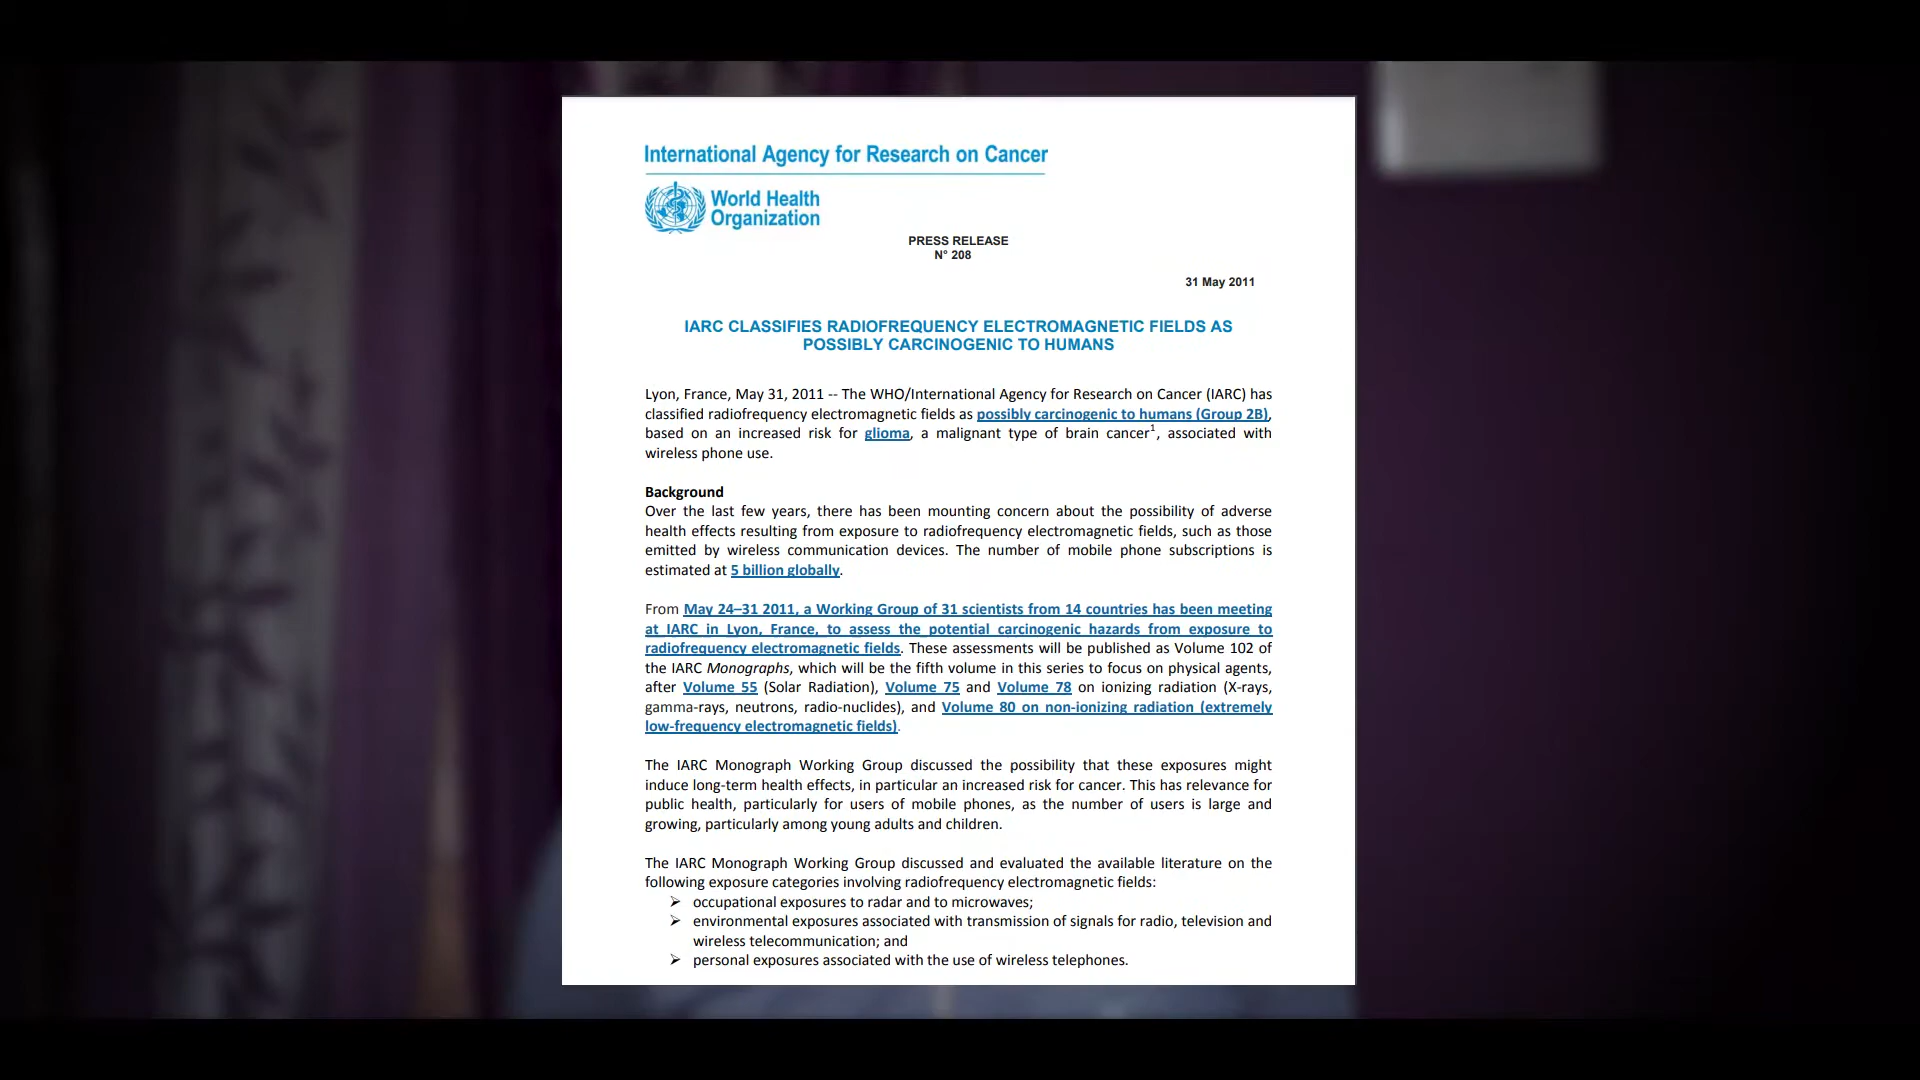 International Agency for Research on Cancer
World Health
Organization
PRESS RELEASE
N° 208
31 May 2011
IARC CLASSIFIES RADIOFREQUENCY ELECTROMAGNETIC FIELDS AS
POSSIBLY CARCINOGENIC TO HUMANS
Lyon, France, May 31, 2011 -- The WHO/International Agency for Research on Cancer (IARC) has
classified radiofrequency electromagnetic fields as possibly carcinogenic to humans (Group 2B),
based on an increased risk for glioma, a malignant type of brain cancer¹, associated with
wireless phone use.
Background
Over the last few years, there has been mounting concern about the possibility of adverse
health effects resulting from exposure to radiofrequency electromagnetic fields, such as those
emitted by wireless communication devices. The number of mobile phone subscriptions is
estimated at 5 billion globally.
From May 24–31 2011, a Working Group of 31 scientists from 14 countries has been meeting
at IARC in Lyon, France, to assess the potential carcinogenic hazards from exposure to
radiofrequency electromagnetic fields. These assessments will be published as Volume 102 of
the IARC Monographs, which will be the fifth volume in this series to focus on physical agents,
after Volume 55 (Solar Radiation), Volume 75 and Volume 78 on ionizing radiation (X-rays,
gamma-rays, neutrons, radio-nuclides), and Volume 80 on non-ionizing radiation (extremely
low-frequency electromagnetic fields).
The IARC Monograph Working Group discussed the possibility that these exposures might
induce long-term health effects, in particular an increased risk for cancer. This has relevance for
public health, particularly for users of mobile phones, as the number of users is large and
growing, particularly among young adults and children.
The IARC Monograph Working Group discussed and evaluated the available literature on the
following exposure categories involving radiofrequency electromagnetic fields:
➢ occupational exposures to radar and to microwaves;
➢ environmental exposures associated with transmission of signals for radio, television and
wireless telecommunication; and
➢ personal exposures associated with the use of wireless telephones.